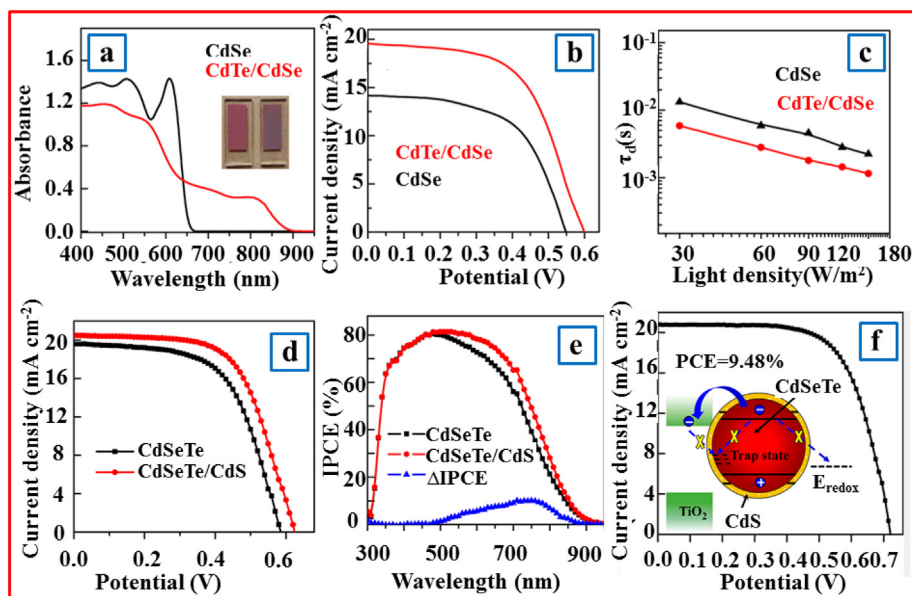 a
CdSe
CdTe/CdSe
Absorbance
1.6
1.2
0.8
0.4
0.0
400 500 600 700 800 900
Wavelength (nm)
b
Current density (mA cm⁻²)
20
15
10
5
0
CdTe/CdSe
CdSe
0.0 0.1 0.2 0.3 0.4 0.5 0.6
Potential (V)
c
τd(s)
10⁻¹
10⁻²
10⁻³
CdSe
CdTe/CdSe
30 60 90 120 180
Light density(W/m²)
d
Current density (mA cm⁻²)
20
16
12
8
4
0
CdSeTe
CdSeTe/CdS
0.0 0.2 0.4 0.6
Potential (V)
e
IPCE (%)
80
60
40
20
0
CdSeTe
CdSeTe/CdS
ΔIPCE
300 500 700 900
Wavelength (nm)
f
Current density (mA cm⁻²)
20
16
12
8
4
0
PCE=9.48%
CdSeTe
X X X
Trap state
Eredox
TiO₂
CdS
0.0 0.1 0.2 0.3 0.4 0.5 0.6 0.7
Potential (V)